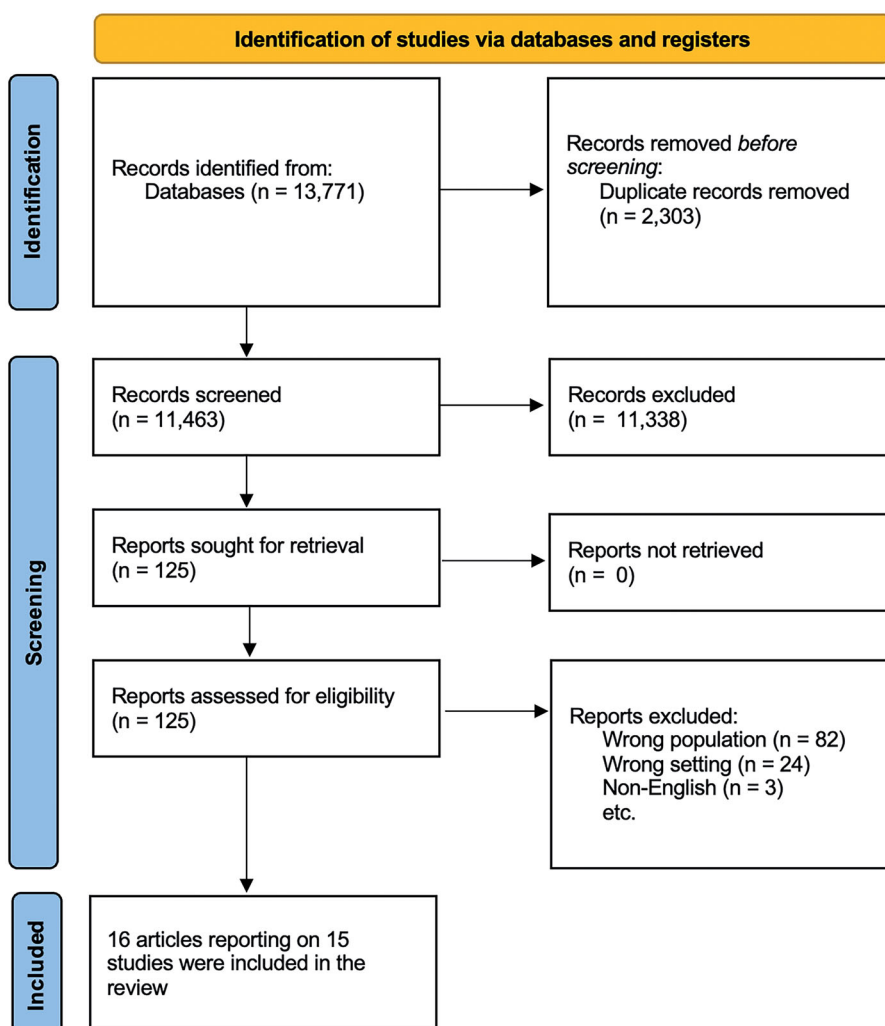 Identification of studies via databases and registers
Identification
Records identified from:
Databases (n = 13,771)
Records removed before
screening:
Duplicate records removed
(n = 2,303)
Screening
Records screened
(n = 11,463)
Records excluded
(n = 11,338)
Reports sought for retrieval
(n = 125)
Reports not retrieved
(n = 0)
Reports assessed for eligibility
(n = 125)
Reports excluded:
Wrong population (n = 82)
Wrong setting (n = 24)
Non-English (n = 3)
etc.
Included
16 articles reporting on 15
studies were included in the
review